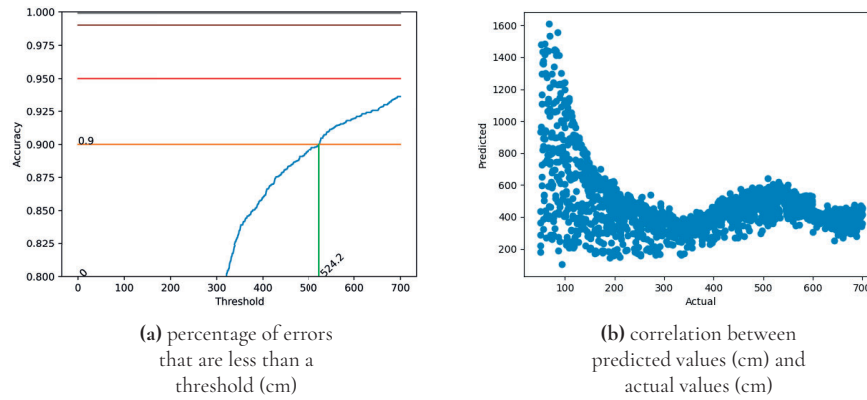 1.000
0.975
0.950
0.925
0.900
0.875
0.850
0.825
0.800
Accuracy
0.9
0
524.2
0 100 200 300 400 500 600 700
Threshold
(a) percentage of errors
that are less than a
threshold (cm)
1600
1400
1200
1000
800
600
400
200
Predicted
100 200 300 400 500 600 700
Actual
(b) correlation between
predicted values (cm) and
actual values (cm)